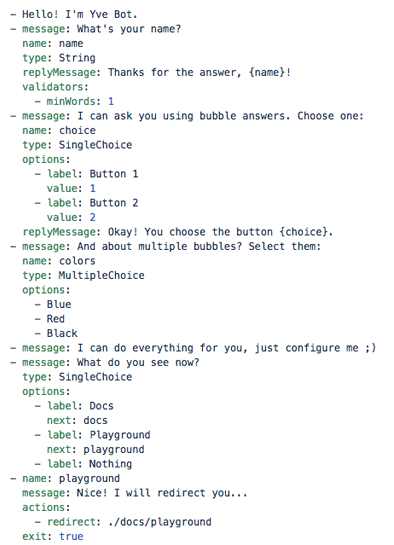 - Hello! I'm Yve Bot.
- message: What's your name?
  name: name
  type: String
  replyMessage: Thanks for the answer, {name}!
  validators:
    - minWords: 1
- message: I can ask you using bubble answers. Choose one:
  name: choice
  type: SingleChoice
  options:
    - label: Button 1
      value: 1
    - label: Button 2
      value: 2
  replyMessage: Okay! You choose the button {choice}.
- message: And about multiple bubbles? Select them:
  name: colors
  type: MultipleChoice
  options:
    - Blue
    - Red
    - Black
- message: I can do everything for you, just configure me ;)
- message: What do you see now?
  type: SingleChoice
  options:
    - label: Docs
      next: docs
    - label: Playground
      next: playground
    - label: Nothing
- name: playground
  message: Nice! I will redirect you...
  actions:
    - redirect: ./docs/playground
  exit: true